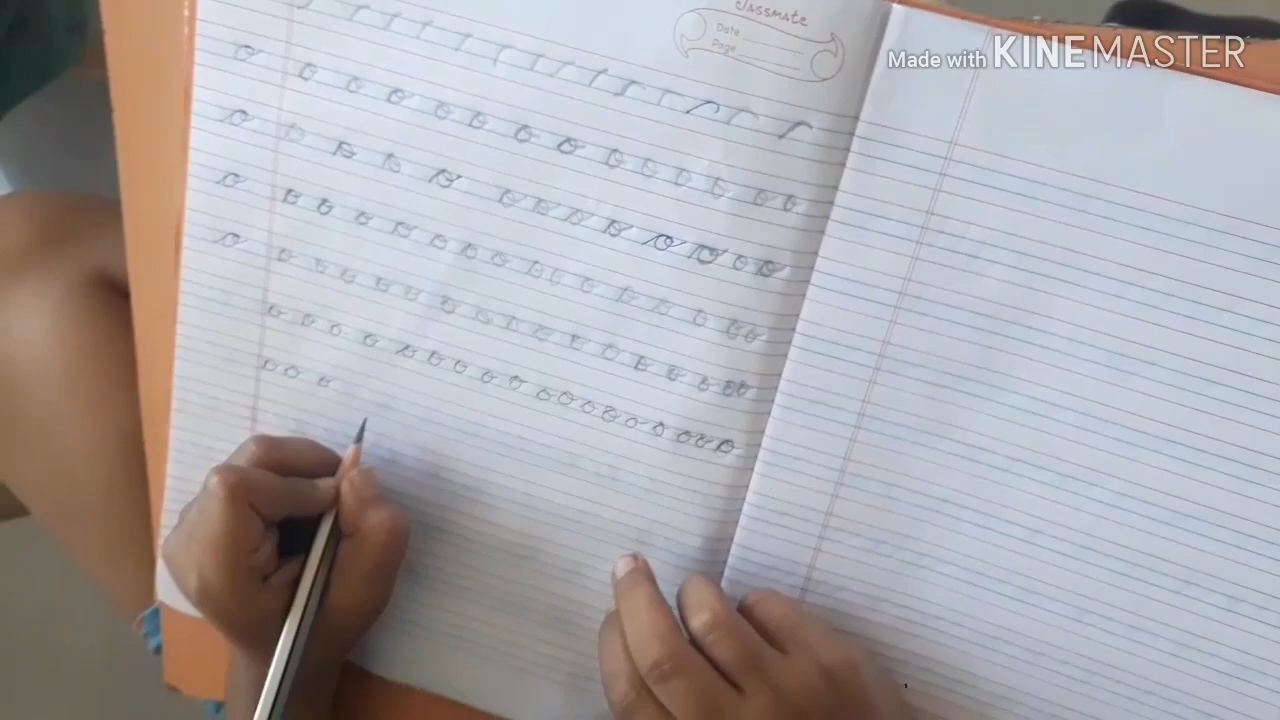 classmate
Date
Page
Made with KINEMASTER
r r r r r r r r r r r r r r
o o o o o o o o o o o o o o o
o o o o o o o o o o o o o o
o o o o o o o o o o o o o o o o o
o o o o o o o o o o o o o o o o o o
o o o o o o o o o o o o o o o o o o
o o o